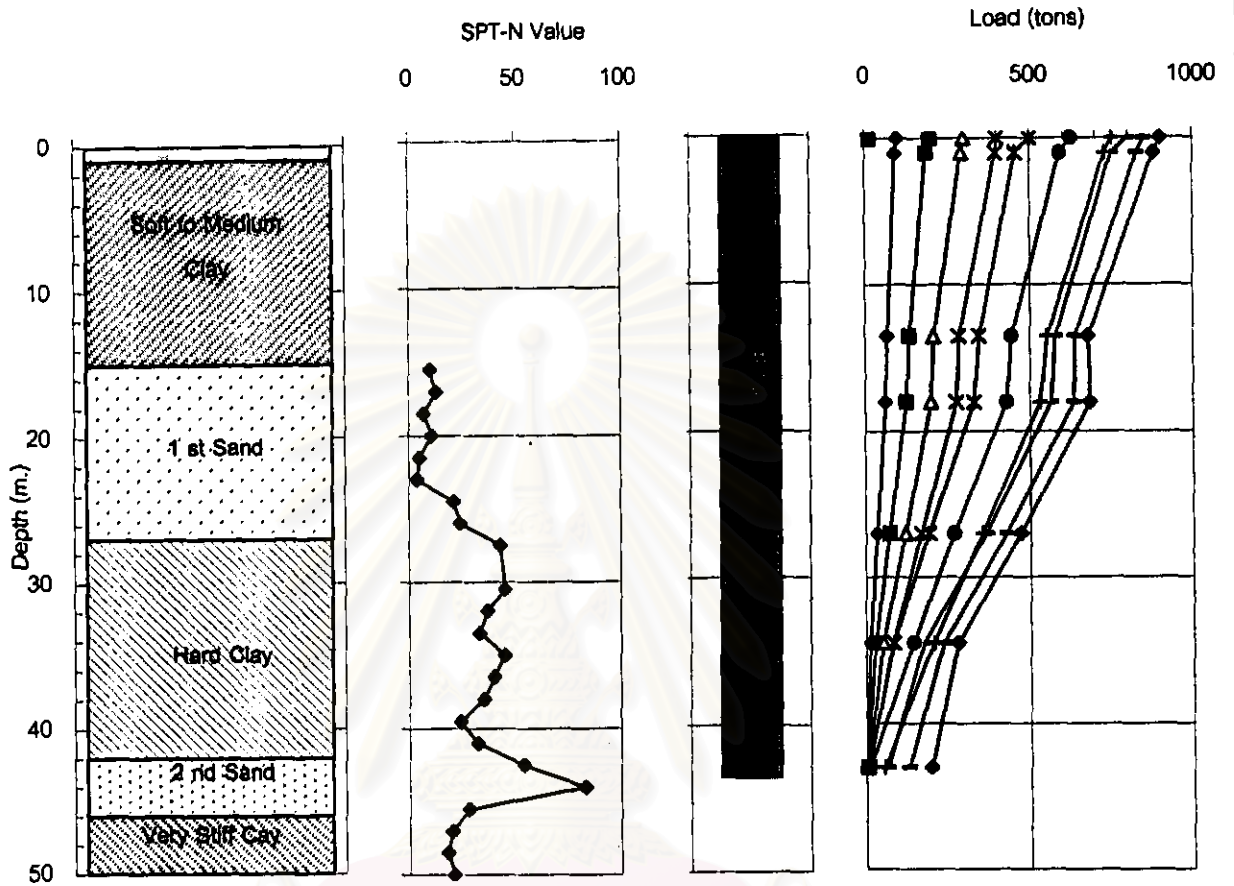 SPT-N Value
Load (tons)
0 50 100
0 500 1000
0
10
20
30
40
50
Depth (m.)
Soft to Medium
Clay
1 st Sand
Hard Clay
2 nd Sand
Very Stiff Cay